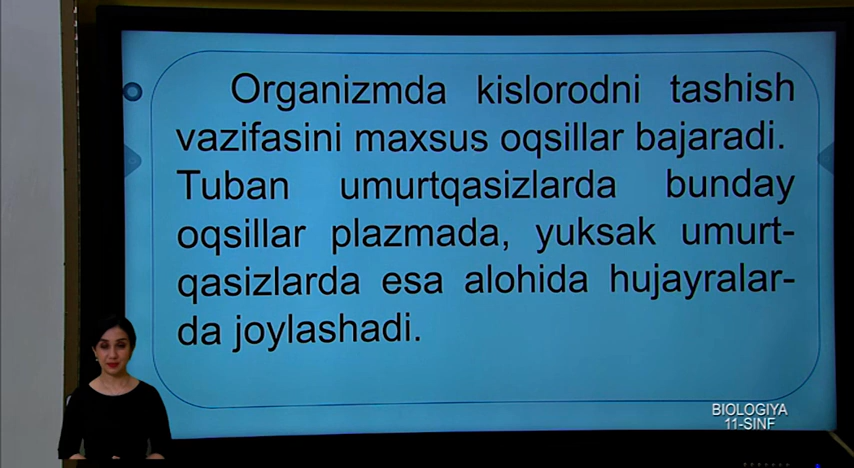 Organizmda kislorodni tashish
vazifasini maxsus oqsillar bajaradi.
Tuban umurtqasizlarda bunday
oqsillar plazmada, yuksak umurt-
qasizlarda esa alohida hujayralar-
da joylashadi.
BIOLOGIYA
11-SINF